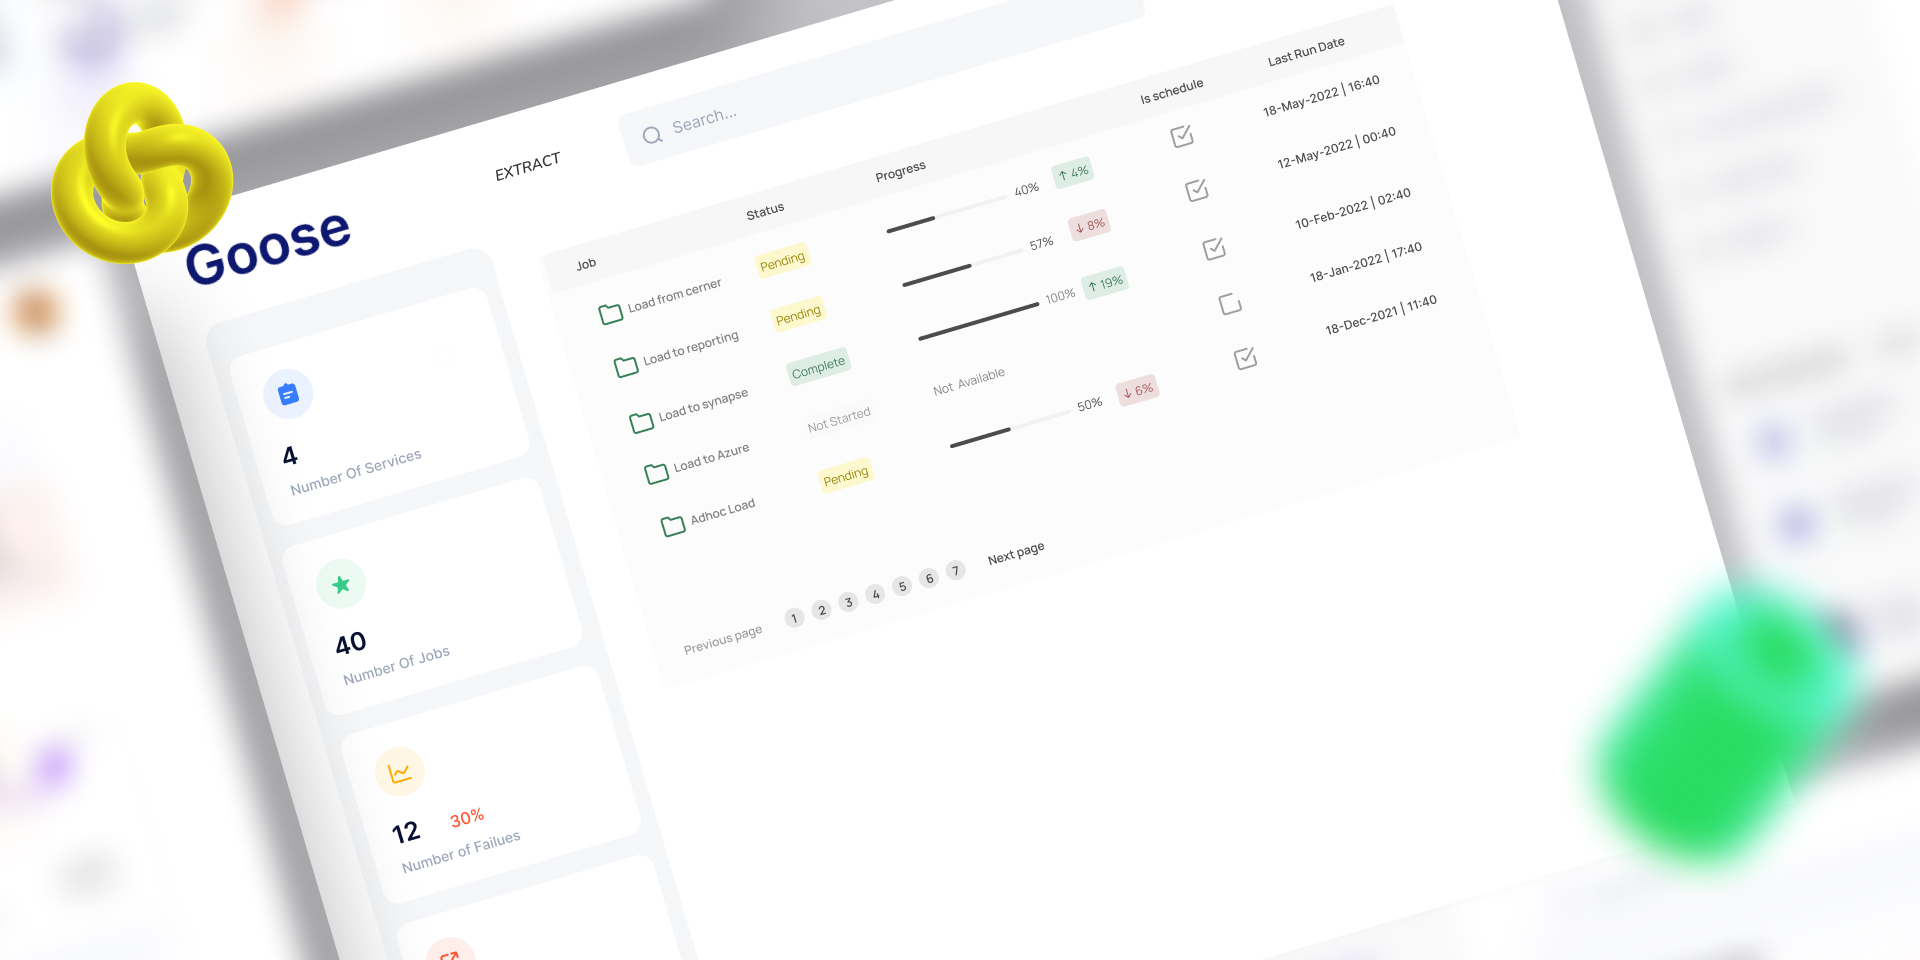 Goose
EXTRACT
Search...
Job Status Progress Is schedule Last Run Date
Load from cerner Pending 40% ↑ 4% 18-May-2022 | 16:40
Load to reporting Pending 57% ↓ 8% 12-May-2022 | 00:40
Load to synapse Complete 100% ↑ 19% 10-Feb-2022 | 02:40
Load to Azure Not Started Not Available 18-Jan-2022 | 17:40
Adhoc Load Pending 50% ↓ 6% 18-Dec-2021 | 11:40
Previous page 1 2 3 4 5 6 7 Next page
4
Number Of Services
40
Number Of Jobs
12 30%
Number of Failues